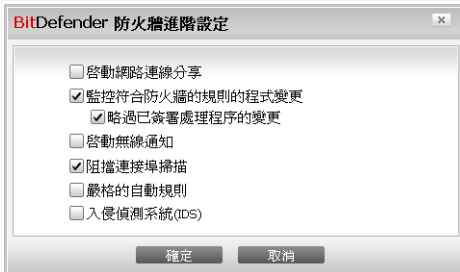 BitDefender 防火牆進階設定
啓動網路連線分享
監控符合防火牆的規則的程式變更
略過已簽署處理程序的變更
啓動無線通知
阻擋連接埠掃描
嚴格的自動規則
入侵偵測系統(IDS)
確定 取消